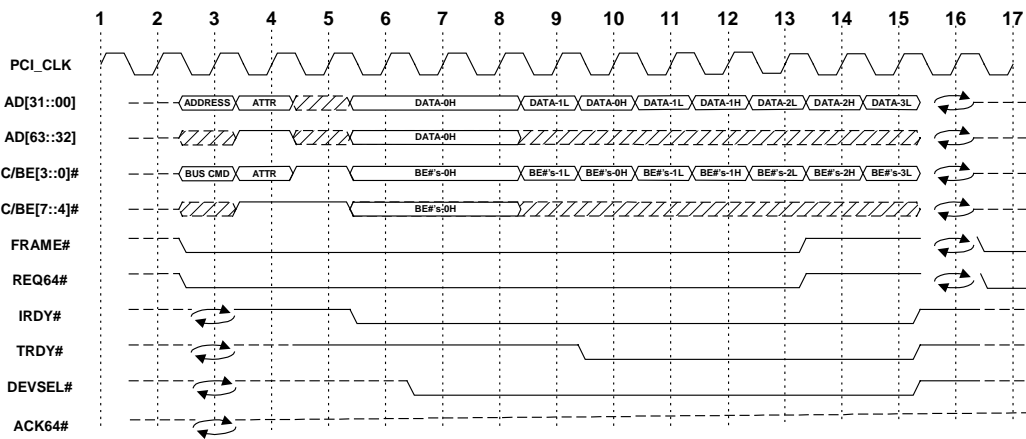 1 2 3 4 5 6 7 8 9 10 11 12 13 14 15 16 17
PCI_CLK
AD[31::00] ADDRESS ATTR DATA-0H DATA-1L DATA-0H DATA-1L DATA-1H DATA-2L DATA-2H DATA-3L
AD[63::32] DATA-0H
C/BE[3::0]# BUS CMD ATTR BE#'s-0H BE#'s-1L BE#'s-0H BE#'s-1L BE#'s-1H BE#'s-2L BE#'s-2H BE#'s-3L
C/BE[7::4]# BE#'s-0H
FRAME#
REQ64#
IRDY#
TRDY#
DEVSEL#
ACK64#